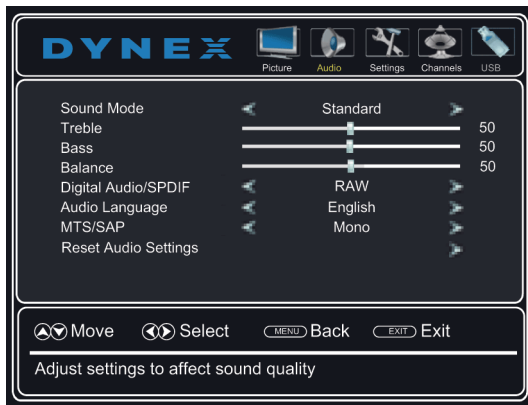 DYNEX
Picture Audio Settings Channels USB
Sound Mode Standard
Treble 50
Bass 50
Balance 50
Digital Audio/SPDIF RAW
Audio Language English
MTS/SAP Mono
Reset Audio Settings
Move Select MENU Back EXIT Exit
Adjust settings to affect sound quality